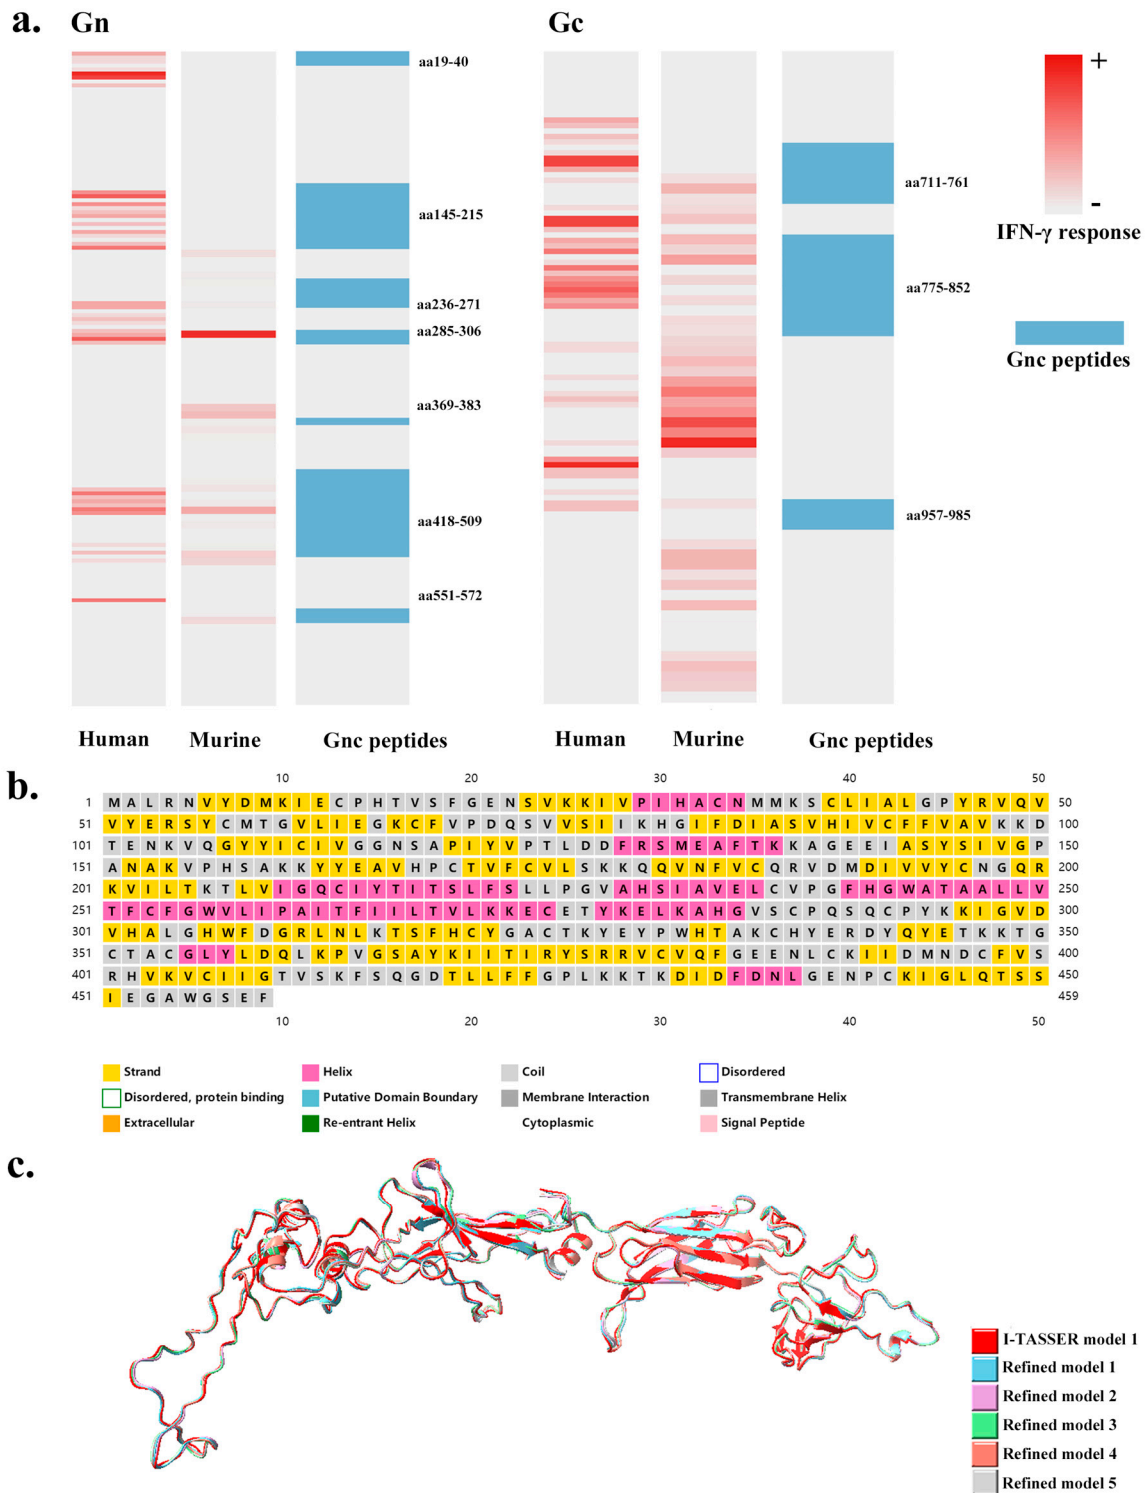 a.
Gn
Gc
aa19-40
aa145-215
aa236-271
aa285-306
aa369-383
aa418-509
aa551-572
aa711-761
aa775-852
aa957-985
+
-
IFN-γ response
Gnc peptides
Human Murine Gnc peptides
Human Murine Gnc peptides
b.
10 20 30 40 50
1 M A L R N V Y D M K I E C P H T V S F G E N S V K K I V P I H A C N M M K S C L I A L G P Y R V Q V 50
51 V Y E R S Y C M T G V L I E G K C F V P D Q S V V S I I K H G I F D I A S V H I V C F F V A V K K D 100
101 T E N K V Q G Y Y I C I V G G N S A P I Y V P T L D D F R S M E A F T K K A G E E I A S Y S I V G P 150
151 A N A K V P H S A K K Y Y E A V H P C T V F C V L S K K Q Q V N F V C Q R V D M D I V V Y C N G Q R 200
201 K V I L T K T L V I G Q C I Y T I T S L F S L L P G V A H S I A V E L C V P G F H G W A T A A L L V 250
251 T F C F G W V L I P A I T F I I L T V L K K E C E T Y K E L K A H G V S C P Q S Q C P Y K K I G V D 300
301 V H A L G H W F D G R L N L K T S F H C Y G A C T K Y E Y P W H T A K C H Y E R D Y Q Y E T K K T G 350
351 C T A C G L Y L D Q L K P V G S A Y K I I T I R Y S R R V C V Q F G E E N L C K I I D M N D C F V S 400
401 R H V K V C I I G T V S K F S Q G D T L L F F G P L K K T K D I D F D N L G E N P C K I G L Q T S S 450
451 I E G A W G S E F 459
10 20 30 40 50
Strand Helix Coil Disordered
Disordered, protein binding Putative Domain Boundary Membrane Interaction Transmembrane Helix
Extracellular Re-entrant Helix Cytoplasmic Signal Peptide
c.
I-TASSER model 1
Refined model 1
Refined model 2
Refined model 3
Refined model 4
Refined model 5